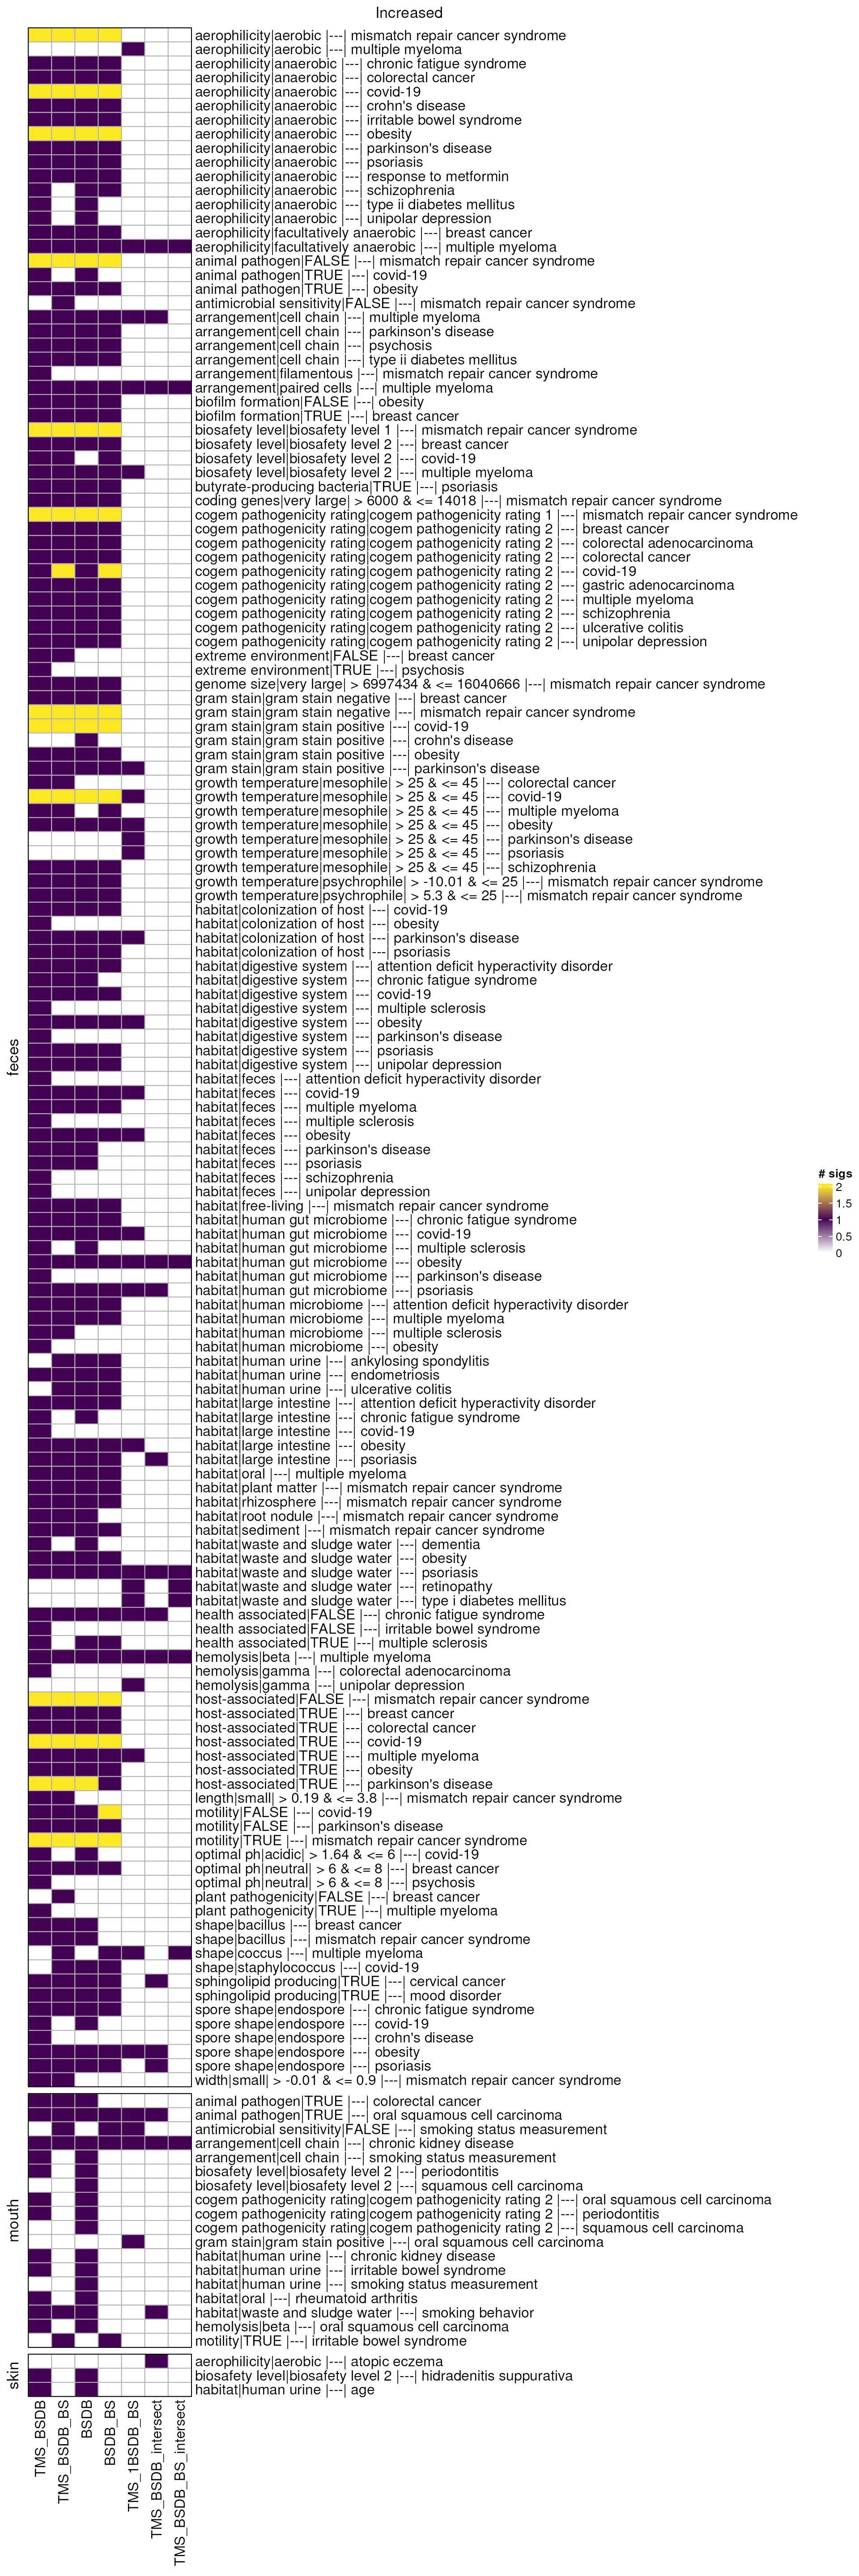 Increased
aerophilicity|aerobic |---| mismatch repair cancer syndrome
aerophilicity|aerobic |---| multiple myeloma
aerophilicity|anaerobic |---| chronic fatigue syndrome
aerophilicity|anaerobic |---| colorectal cancer
aerophilicity|anaerobic |---| covid-19
aerophilicity|anaerobic |---| crohn's disease
aerophilicity|anaerobic |---| irritable bowel syndrome
aerophilicity|anaerobic |---| obesity
aerophilicity|anaerobic |---| parkinson's disease
aerophilicity|anaerobic |---| psoriasis
aerophilicity|anaerobic |---| response to metformin
aerophilicity|anaerobic |---| schizophrenia
aerophilicity|anaerobic |---| type ii diabetes mellitus
aerophilicity|anaerobic |---| unipolar depression
aerophilicity|facultatively anaerobic |---| breast cancer
aerophilicity|facultatively anaerobic |---| multiple myeloma
animal pathogen|FALSE |---| mismatch repair cancer syndrome
animal pathogen|TRUE |---| covid-19
animal pathogen|TRUE |---| obesity
antimicrobial sensitivity|FALSE |---| mismatch repair cancer syndrome
arrangement|cell chain |---| multiple myeloma
arrangement|cell chain |---| parkinson's disease
arrangement|cell chain |---| psychosis
arrangement|cell chain |---| type ii diabetes mellitus
arrangement|filamentous |---| mismatch repair cancer syndrome
arrangement|paired cells |---| multiple myeloma
biofilm formation|FALSE |---| obesity
biofilm formation|TRUE |---| breast cancer
biosafety level|biosafety level 1 |---| mismatch repair cancer syndrome
biosafety level|biosafety level 2 |---| breast cancer
biosafety level|biosafety level 2 |---| covid-19
biosafety level|biosafety level 2 |---| multiple myeloma
butyrate-producing bacteria|TRUE |---| psoriasis
coding genes|very large| > 6000 & <= 14018 |---| mismatch repair cancer syndrome
cogem pathogenicity rating|cogem pathogenicity rating 1 |---| mismatch repair cancer syndrome
cogem pathogenicity rating|cogem pathogenicity rating 2 |---| breast cancer
cogem pathogenicity rating|cogem pathogenicity rating 2 |---| colorectal adenocarcinoma
cogem pathogenicity rating|cogem pathogenicity rating 2 |---| colorectal cancer
cogem pathogenicity rating|cogem pathogenicity rating 2 |---| covid-19
cogem pathogenicity rating|cogem pathogenicity rating 2 |---| gastric adenocarcinoma
cogem pathogenicity rating|cogem pathogenicity rating 2 |---| multiple myeloma
cogem pathogenicity rating|cogem pathogenicity rating 2 |---| schizophrenia
cogem pathogenicity rating|cogem pathogenicity rating 2 |---| ulcerative colitis
cogem pathogenicity rating|cogem pathogenicity rating 2 |---| unipolar depression
extreme environment|FALSE |---| breast cancer
extreme environment|TRUE |---| psychosis
genome size|very large| > 6997434 & <= 16040666 |---| mismatch repair cancer syndrome
gram stain|gram stain negative |---| breast cancer
gram stain|gram stain negative |---| mismatch repair cancer syndrome
gram stain|gram stain positive |---| covid-19
gram stain|gram stain positive |---| crohn's disease
gram stain|gram stain positive |---| obesity
gram stain|gram stain positive |---| parkinson's disease
growth temperature|mesophile| > 25 & <= 45 |---| colorectal cancer
growth temperature|mesophile| > 25 & <= 45 |---| covid-19
growth temperature|mesophile| > 25 & <= 45 |---| multiple myeloma
growth temperature|mesophile| > 25 & <= 45 |---| obesity
growth temperature|mesophile| > 25 & <= 45 |---| parkinson's disease
growth temperature|mesophile| > 25 & <= 45 |---| psoriasis
growth temperature|mesophile| > 25 & <= 45 |---| schizophrenia
growth temperature|psychrophile| > -10.01 & <= 25 |---| mismatch repair cancer syndrome
growth temperature|psychrophile| > 5.3 & <= 25 |---| mismatch repair cancer syndrome
habitat|colonization of host |---| covid-19
habitat|colonization of host |---| obesity
habitat|colonization of host |---| parkinson's disease
habitat|colonization of host |---| psoriasis
habitat|digestive system |---| attention deficit hyperactivity disorder
habitat|digestive system |---| chronic fatigue syndrome
habitat|digestive system |---| covid-19
habitat|digestive system |---| multiple sclerosis
habitat|digestive system |---| obesity
habitat|digestive system |---| parkinson's disease
habitat|digestive system |---| psoriasis
habitat|digestive system |---| unipolar depression
habitat|feces |---| attention deficit hyperactivity disorder
habitat|feces |---| covid-19
habitat|feces |---| multiple myeloma
habitat|feces |---| multiple sclerosis
habitat|feces |---| obesity
habitat|feces |---| parkinson's disease
habitat|feces |---| psoriasis
habitat|feces |---| schizophrenia
habitat|feces |---| unipolar depression
habitat|free-living |---| mismatch repair cancer syndrome
habitat|human gut microbiome |---| chronic fatigue syndrome
habitat|human gut microbiome |---| covid-19
habitat|human gut microbiome |---| multiple sclerosis
habitat|human gut microbiome |---| obesity
habitat|human gut microbiome |---| parkinson's disease
habitat|human gut microbiome |---| psoriasis
habitat|human microbiome |---| attention deficit hyperactivity disorder
habitat|human microbiome |---| multiple myeloma
habitat|human microbiome |---| multiple sclerosis
habitat|human microbiome |---| obesity
habitat|human urine |---| ankylosing spondylitis
habitat|human urine |---| endometriosis
habitat|human urine |---| ulcerative colitis
habitat|large intestine |---| attention deficit hyperactivity disorder
habitat|large intestine |---| chronic fatigue syndrome
habitat|large intestine |---| covid-19
habitat|large intestine |---| obesity
habitat|large intestine |---| psoriasis
habitat|oral |---| multiple myeloma
habitat|plant matter |---| mismatch repair cancer syndrome
habitat|rhizosphere |---| mismatch repair cancer syndrome
habitat|root nodule |---| mismatch repair cancer syndrome
habitat|sediment |---| mismatch repair cancer syndrome
habitat|waste and sludge water |---| dementia
habitat|waste and sludge water |---| obesity
habitat|waste and sludge water |---| psoriasis
habitat|waste and sludge water |---| retinopathy
habitat|waste and sludge water |---| type i diabetes mellitus
health associated|FALSE |---| chronic fatigue syndrome
health associated|FALSE |---| irritable bowel syndrome
health associated|TRUE |---| multiple sclerosis
hemolysis|beta |---| multiple myeloma
hemolysis|gamma |---| colorectal adenocarcinoma
hemolysis|gamma |---| unipolar depression
host-associated|FALSE |---| mismatch repair cancer syndrome
host-associated|TRUE |---| breast cancer
host-associated|TRUE |---| colorectal cancer
host-associated|TRUE |---| covid-19
host-associated|TRUE |---| multiple myeloma
host-associated|TRUE |---| obesity
host-associated|TRUE |---| parkinson's disease
length|small| > 0.19 & <= 3.8 |---| mismatch repair cancer syndrome
motility|FALSE |---| covid-19
motility|FALSE |---| parkinson's disease
motility|TRUE |---| mismatch repair cancer syndrome
optimal ph|acidic| > 1.64 & <= 6 |---| covid-19
optimal ph|neutral| > 6 & <= 8 |---| breast cancer
optimal ph|neutral| > 6 & <= 8 |---| psychosis
plant pathogenicity|FALSE |---| breast cancer
plant pathogenicity|TRUE |---| multiple myeloma
shape|bacillus |---| breast cancer
shape|bacillus |---| mismatch repair cancer syndrome
shape|coccus |---| multiple myeloma
shape|staphylococcus |---| covid-19
sphingolipid producing|TRUE |---| cervical cancer
sphingolipid producing|TRUE |---| mood disorder
spore shape|endospore |---| chronic fatigue syndrome
spore shape|endospore |---| covid-19
spore shape|endospore |---| crohn's disease
spore shape|endospore |---| obesity
spore shape|endospore |---| psoriasis
width|small| > -0.01 & <= 0.9 |---| mismatch repair cancer syndrome
feces
animal pathogen|TRUE |---| colorectal cancer
animal pathogen|TRUE |---| oral squamous cell carcinoma
antimicrobial sensitivity|FALSE |---| smoking status measurement
arrangement|cell chain |---| chronic kidney disease
arrangement|cell chain |---| smoking status measurement
biosafety level|biosafety level 2 |---| periodontitis
biosafety level|biosafety level 2 |---| squamous cell carcinoma
cogem pathogenicity rating|cogem pathogenicity rating 2 |---| oral squamous cell carcinoma
cogem pathogenicity rating|cogem pathogenicity rating 2 |---| periodontitis
cogem pathogenicity rating|cogem pathogenicity rating 2 |---| squamous cell carcinoma
gram stain|gram stain positive |---| oral squamous cell carcinoma
habitat|human urine |---| chronic kidney disease
habitat|human urine |---| irritable bowel syndrome
habitat|human urine |---| smoking status measurement
habitat|oral |---| rheumatoid arthritis
habitat|waste and sludge water |---| smoking behavior
hemolysis|beta |---| oral squamous cell carcinoma
motility|TRUE |---| irritable bowel syndrome
mouth
aerophilicity|aerobic |---| atopic eczema
biosafety level|biosafety level 2 |---| hidradenitis suppurativa
habitat|human urine |---| age
skin
TMS_BSDB
TMS_BSDB_BS
BSDB
BSDB_BS
TMS_1BSDB_BS
TMS_BSDB_intersect
TMS_BSDB_BS_intersect
# sigs
2
1.5
1
0.5
0